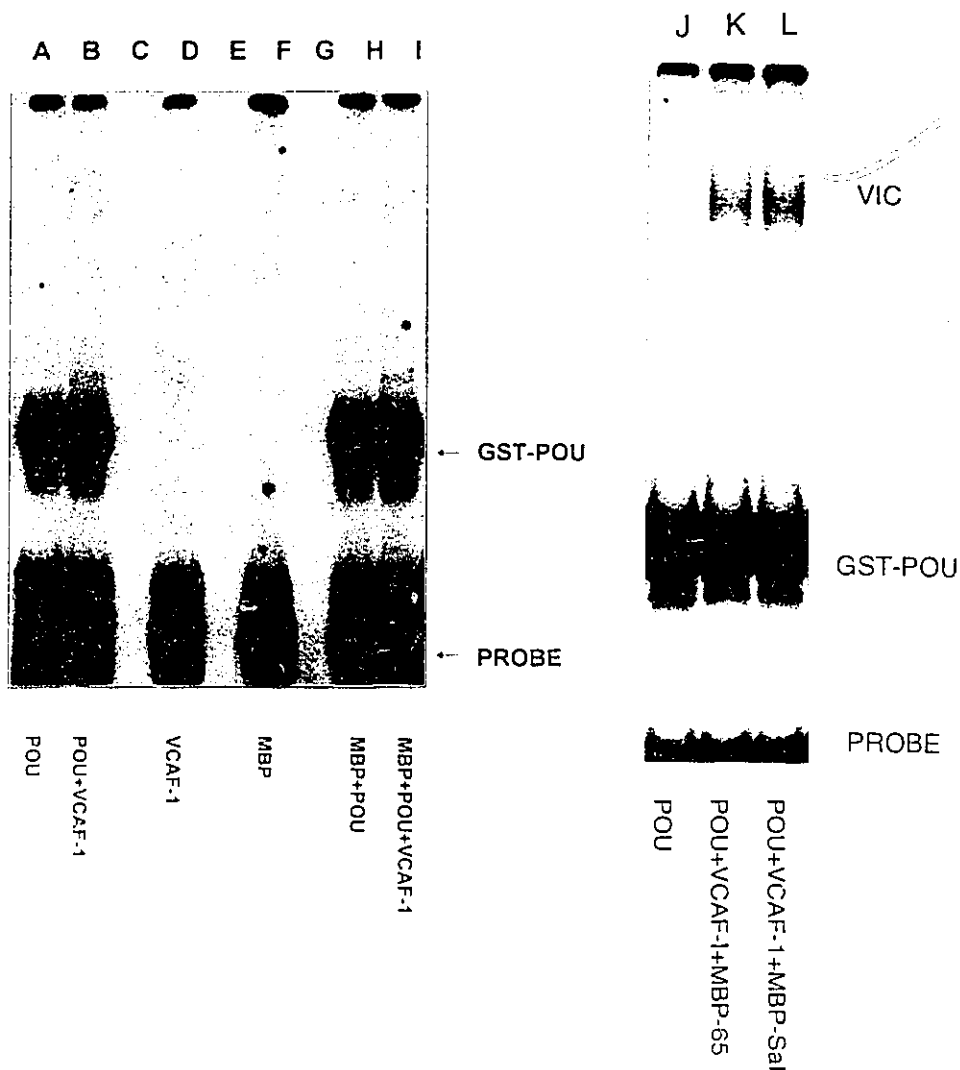 A B C D E F G H I
GST-POU
PROBE
POU
POU+VCAF-1
VCAF-1
MBP
MBP+POU
MBP+POU+VCAF-1
J K L
VIC
GST-POU
PROBE
POU
POU+VCAF-1+MBP-65
POU+VCAF-1+MBP-Sal